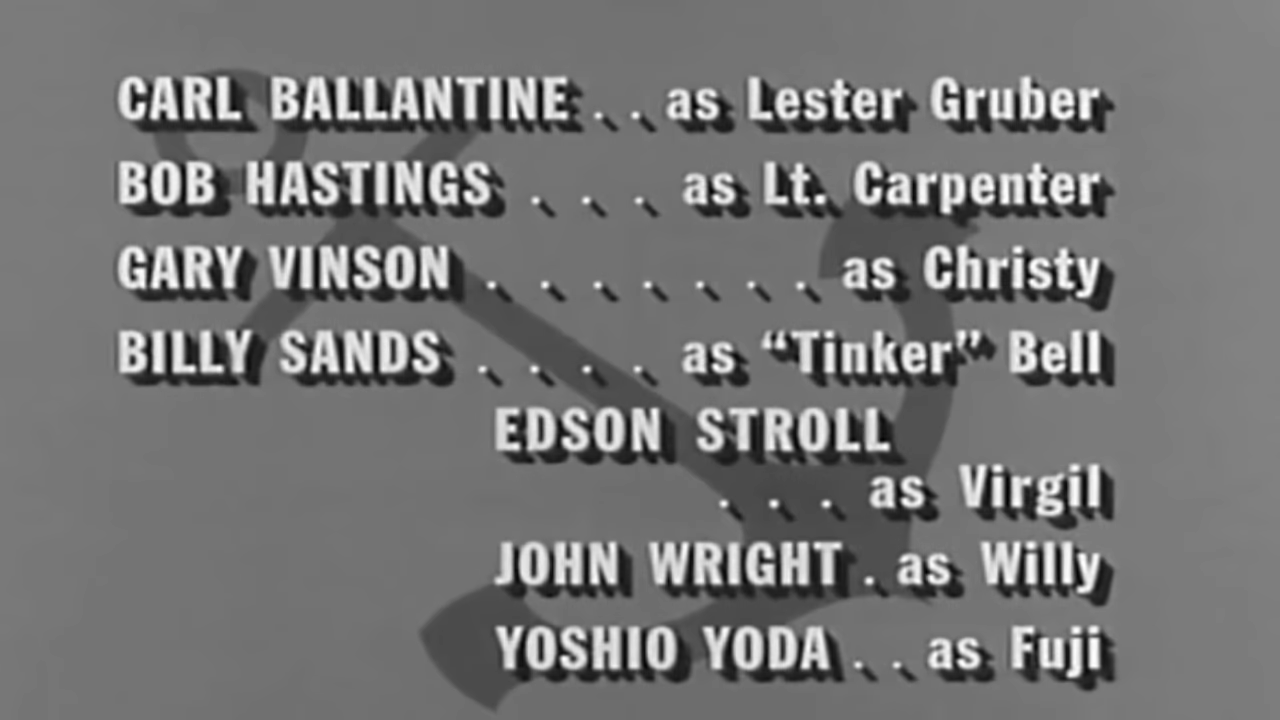 CARL BALLANTINE . . as Lester Gruber
BOB HASTINGS . . . as Lt. Carpenter
GARY VINSON . . . . . . . as Christy
BILLY SANDS . . . . as “Tinker” Bell
EDSON STROLL
. . . as Virgil
JOHN WRIGHT . as Willy
YOSHIO YODA . . as Fuji